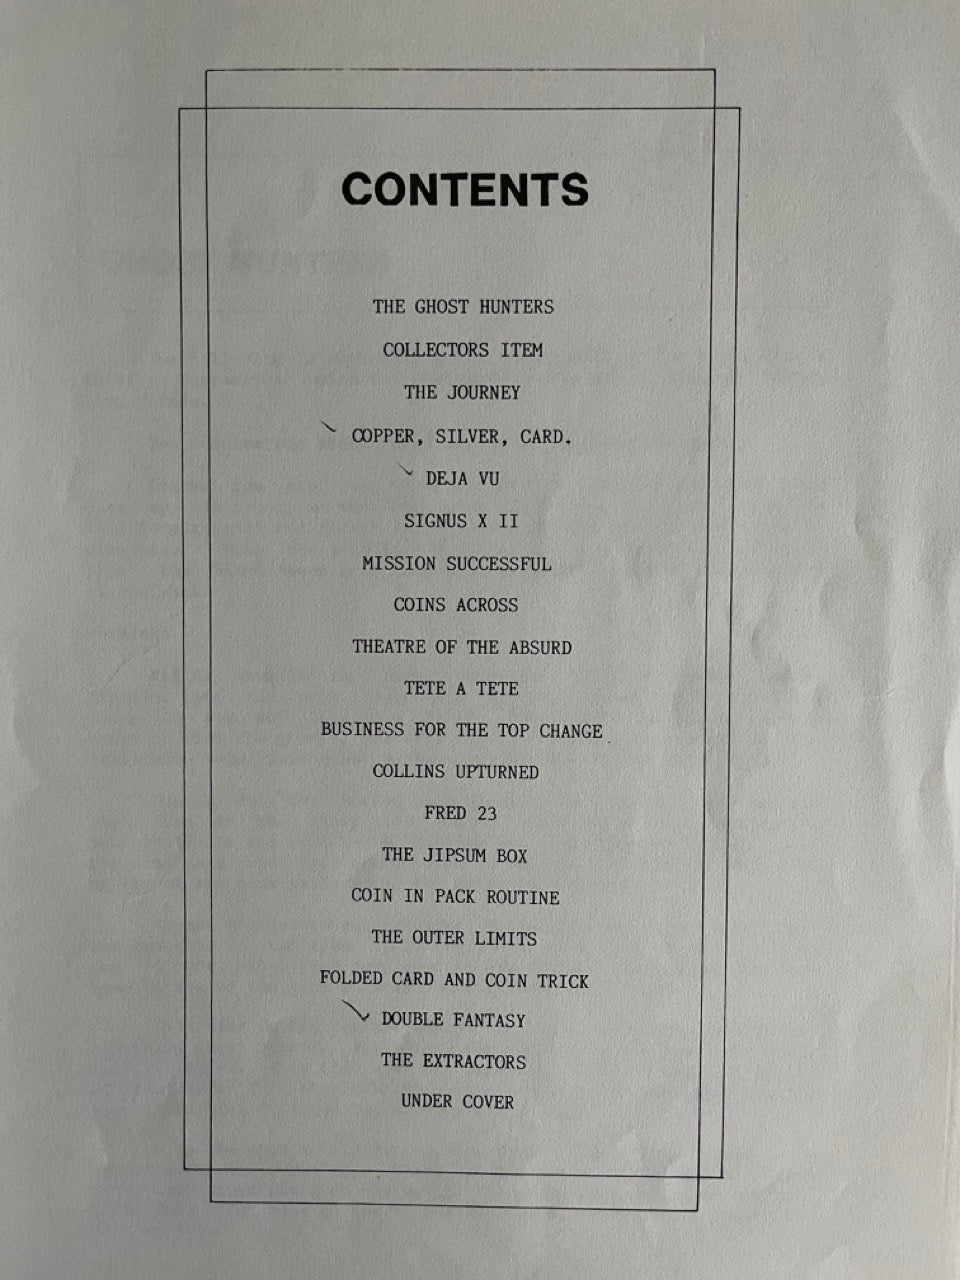 CONTENTS
THE GHOST HUNTERS
COLLECTORS ITEM
THE JOURNEY
COPPER, SILVER, CARD.
DEJA VU
SIGNUS X II
MISSION SUCCESSFUL
COINS ACROSS
THEATRE OF THE ABSURD
TETE A TETE
BUSINESS FOR THE TOP CHANGE
COLLINS UPTURNED
FRED 23
THE JIPSUM BOX
COIN IN PACK ROUTINE
THE OUTER LIMITS
FOLDED CARD AND COIN TRICK
DOUBLE FANTASY
THE EXTRACTORS
UNDER COVER